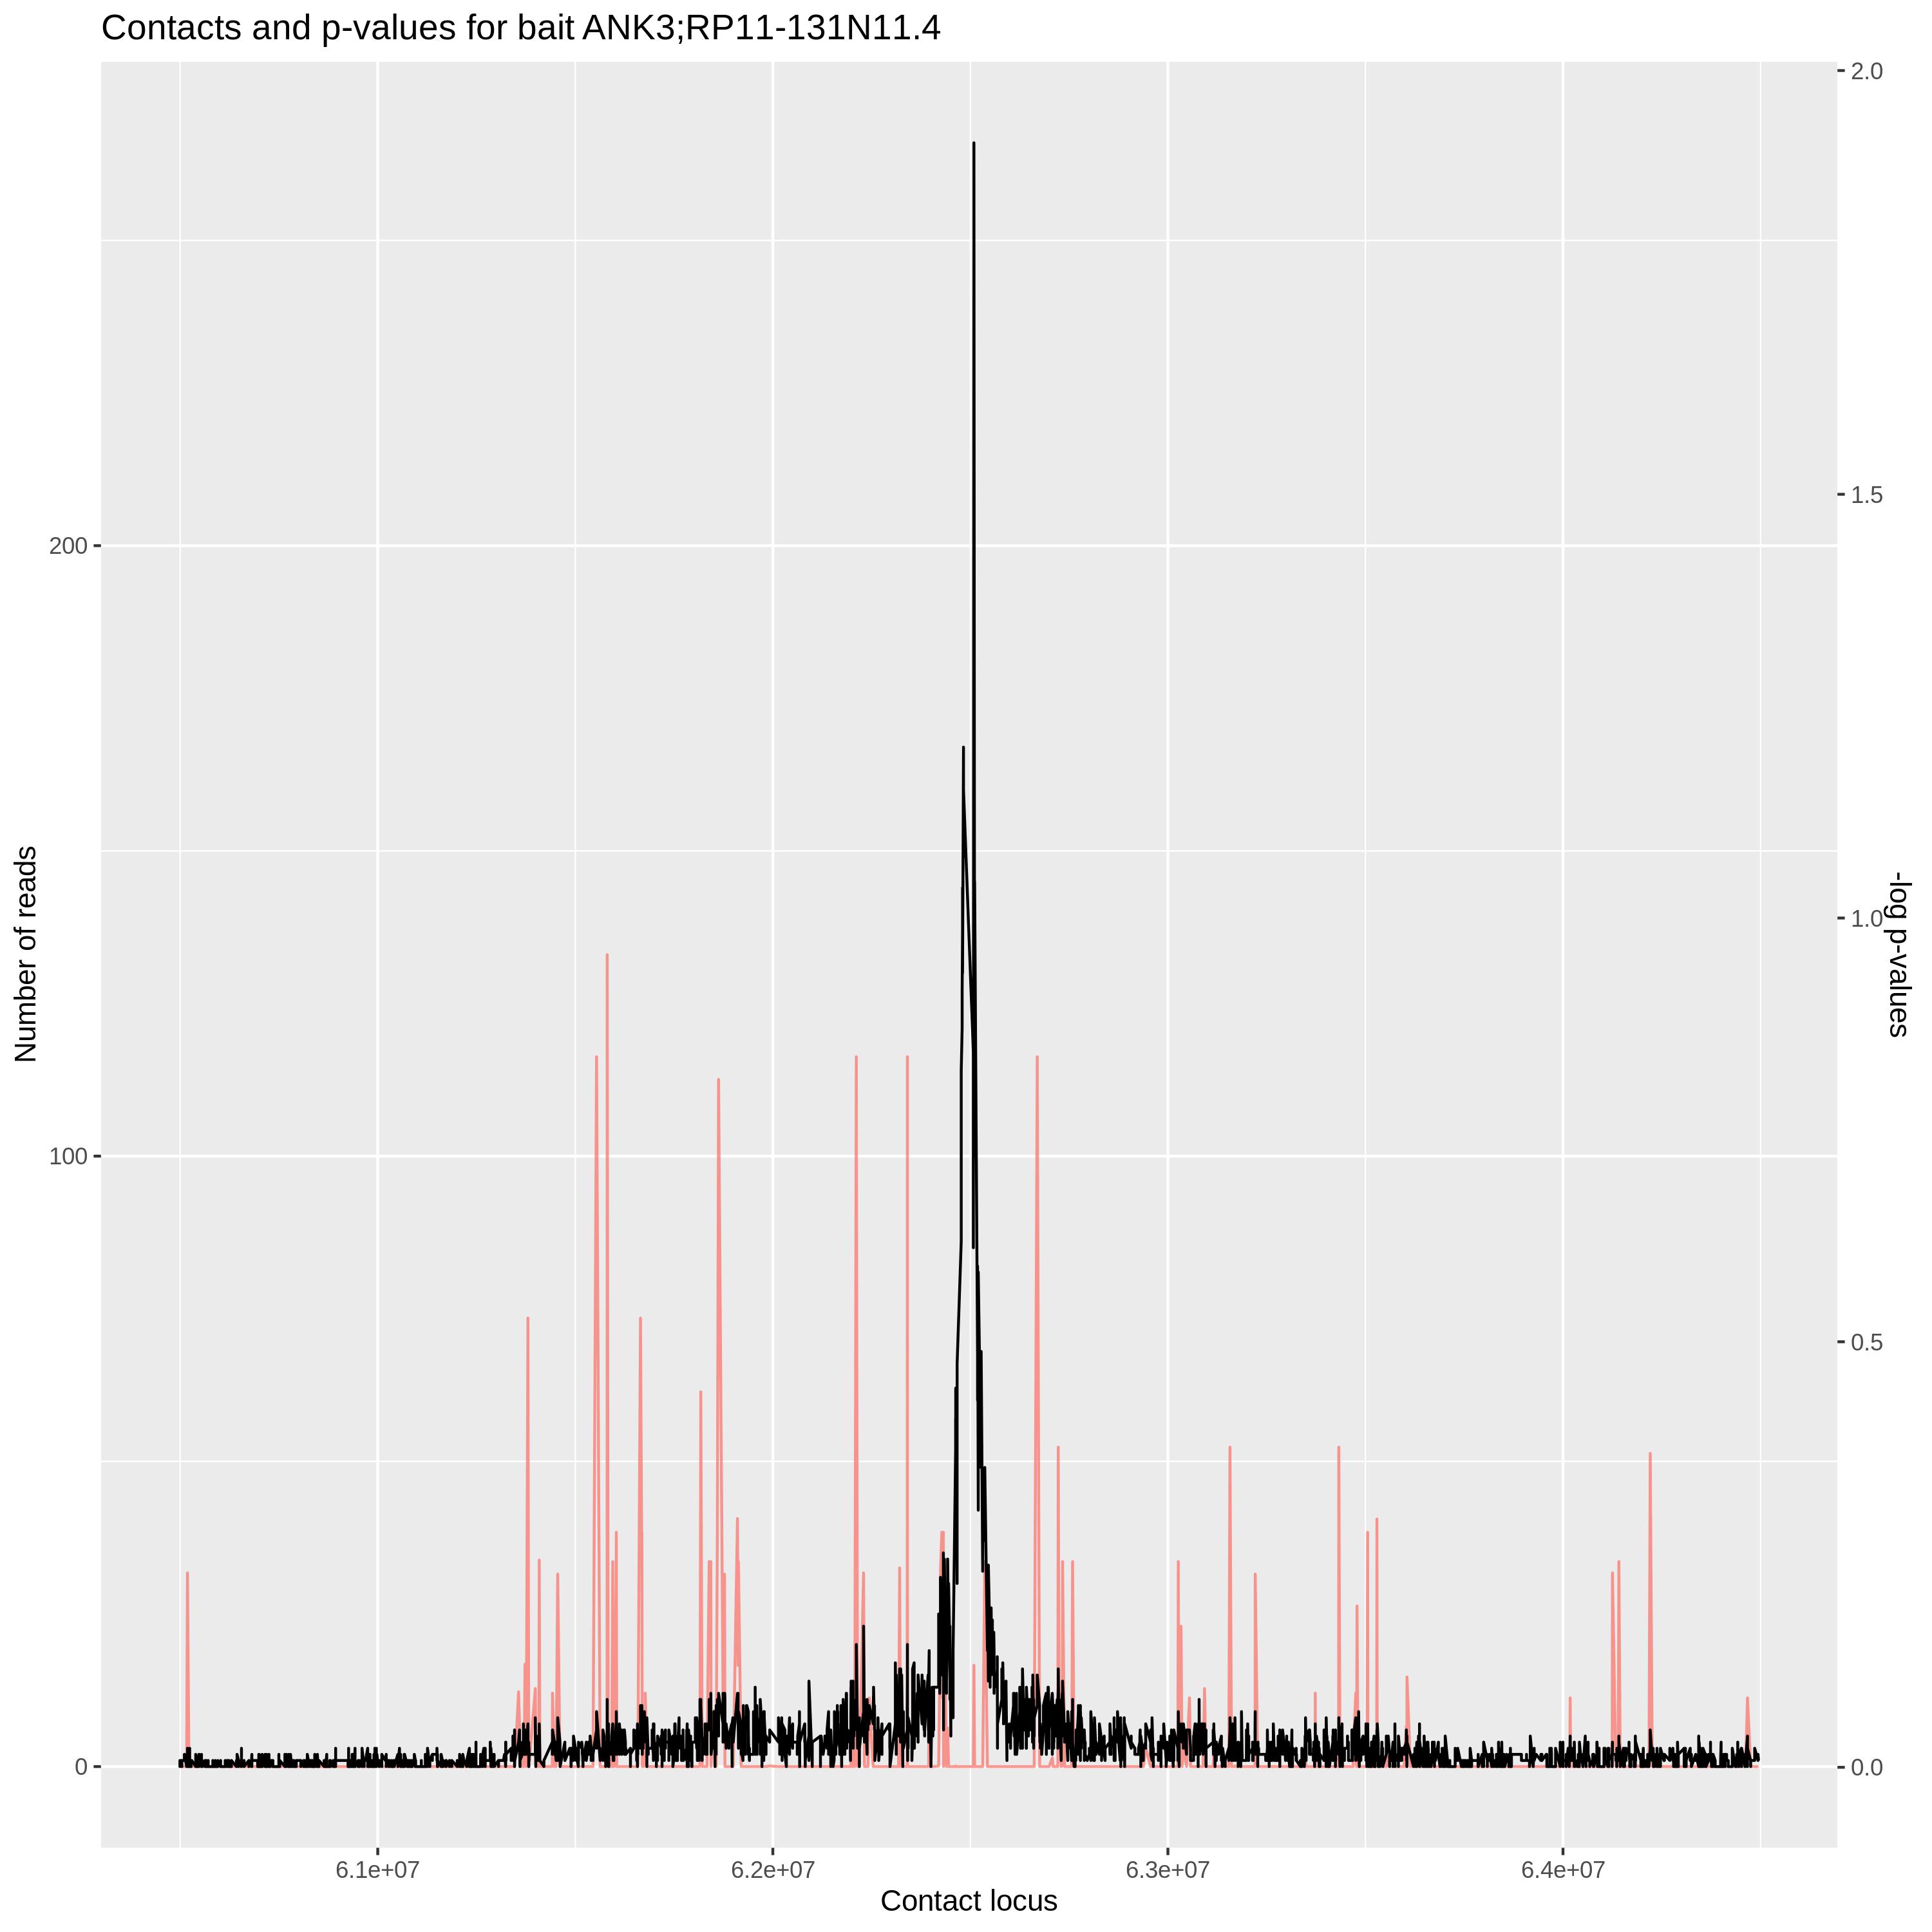 Contacts and p-values for bait ANK3;RP11-131N11.4
Number of reads
200
100
0
2.0
1.5
1.0
0.5
0.0
-log p-values
6.1e+07
6.2e+07
6.3e+07
6.4e+07
Contact locus